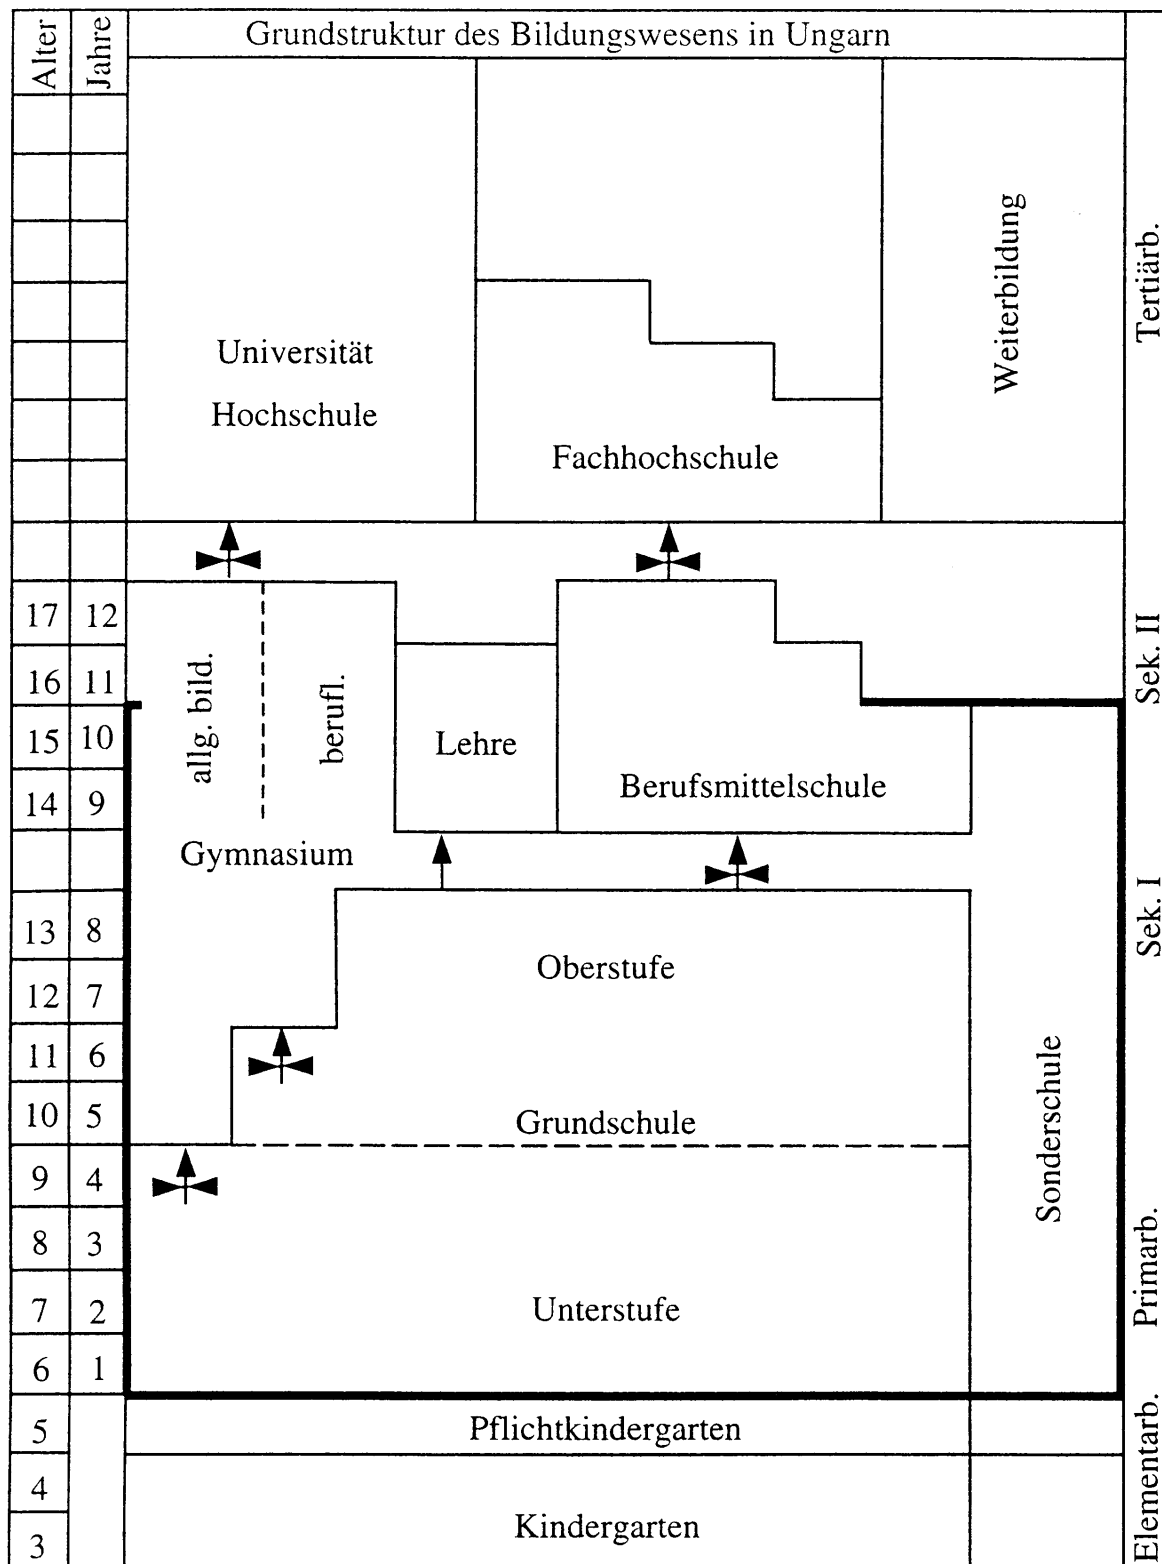 Alter
Jahre
Grundstruktur des Bildungswesens in Ungarn
Universität
Hochschule
Fachhochschule
Weiterbildung
Tertiärb.
17 12
16 11
15 10
14 9
allg. bild.
berufl.
Gymnasium
Lehre
Berufsmittelschule
Sek. II
13 8
12 7
11 6
10 5
Oberstufe
Grundschule
Sek. I
9 4
8 3
7 2
6 1
Unterstufe
Sonderschule
Primarb.
5
4
3
Pflichtkindergarten
Kindergarten
Elementarb.